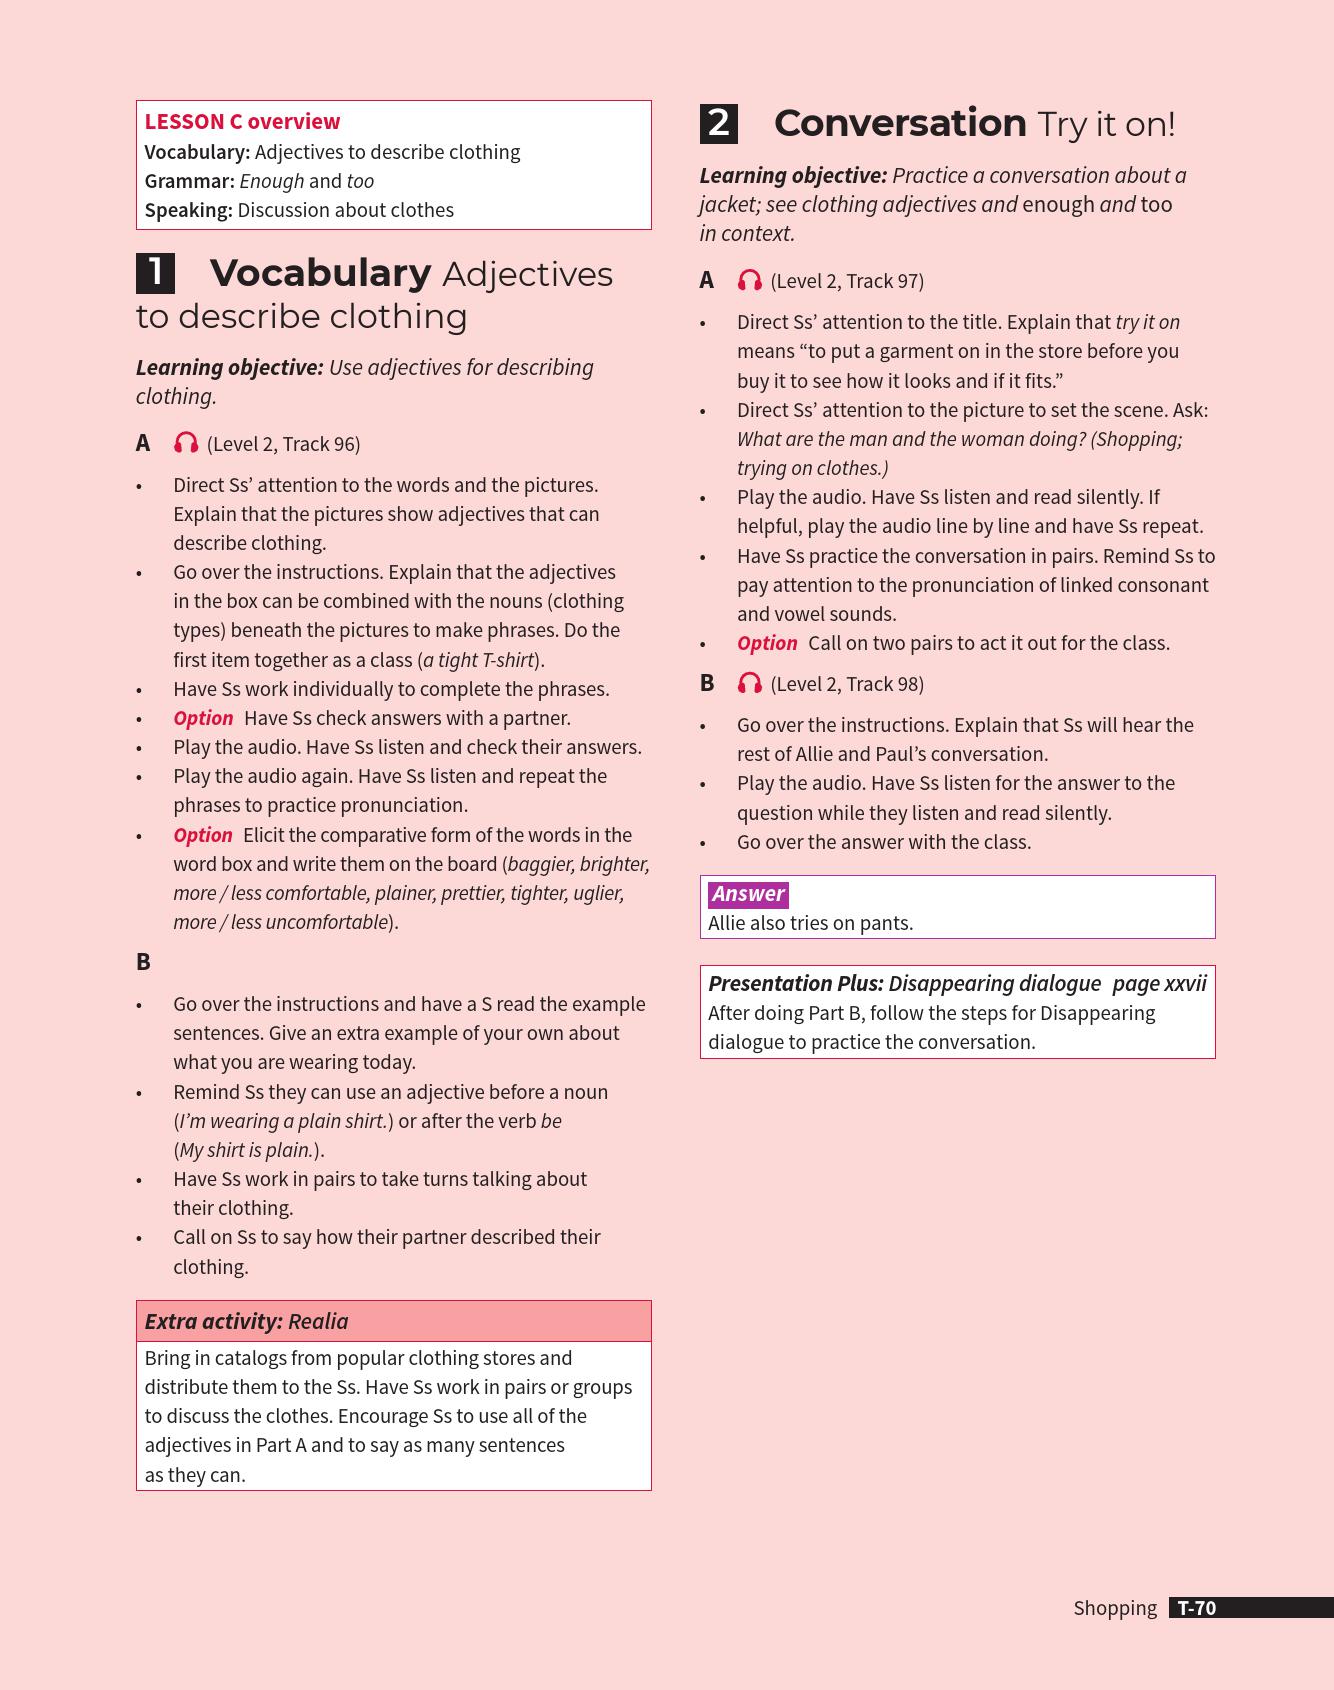 LESSON C overview
Vocabulary: Adjectives to describe clothing
Grammar: Enough and too
Speaking: Discussion about clothes
1 Vocabulary Adjectives
to describe clothing
Learning objective: Use adjectives for describing
clothing.
A (Level 2, Track 96)
• Direct Ss’ attention to the words and the pictures.
Explain that the pictures show adjectives that can
describe clothing.
• Go over the instructions. Explain that the adjectives
in the box can be combined with the nouns (clothing
types) beneath the pictures to make phrases. Do the
first item together as a class (a tight T-shirt).
• Have Ss work individually to complete the phrases.
• Option Have Ss check answers with a partner.
• Play the audio. Have Ss listen and check their answers.
• Play the audio again. Have Ss listen and repeat the
phrases to practice pronunciation.
• Option Elicit the comparative form of the words in the
word box and write them on the board (baggier, brighter,
more / less comfortable, plainer, prettier, tighter, uglier,
more / less uncomfortable).
B
• Go over the instructions and have a S read the example
sentences. Give an extra example of your own about
what you are wearing today.
• Remind Ss they can use an adjective before a noun
(I’m wearing a plain shirt.) or after the verb be
(My shirt is plain.).
• Have Ss work in pairs to take turns talking about
their clothing.
• Call on Ss to say how their partner described their
clothing.
Extra activity: Realia
Bring in catalogs from popular clothing stores and
distribute them to the Ss. Have Ss work in pairs or groups
to discuss the clothes. Encourage Ss to use all of the
adjectives in Part A and to say as many sentences
as they can.
2 Conversation Try it on!
Learning objective: Practice a conversation about a
jacket; see clothing adjectives and enough and too
in context.
A (Level 2, Track 97)
• Direct Ss’ attention to the title. Explain that try it on
means “to put a garment on in the store before you
buy it to see how it looks and if it fits.”
• Direct Ss’ attention to the picture to set the scene. Ask:
What are the man and the woman doing? (Shopping;
trying on clothes.)
• Play the audio. Have Ss listen and read silently. If
helpful, play the audio line by line and have Ss repeat.
• Have Ss practice the conversation in pairs. Remind Ss to
pay attention to the pronunciation of linked consonant
and vowel sounds.
• Option Call on two pairs to act it out for the class.
B (Level 2, Track 98)
• Go over the instructions. Explain that Ss will hear the
rest of Allie and Paul’s conversation.
• Play the audio. Have Ss listen for the answer to the
question while they listen and read silently.
• Go over the answer with the class.
Answer
Allie also tries on pants.
Presentation Plus: Disappearing dialogue page xxvii
After doing Part B, follow the steps for Disappearing
dialogue to practice the conversation.
Shopping T-70